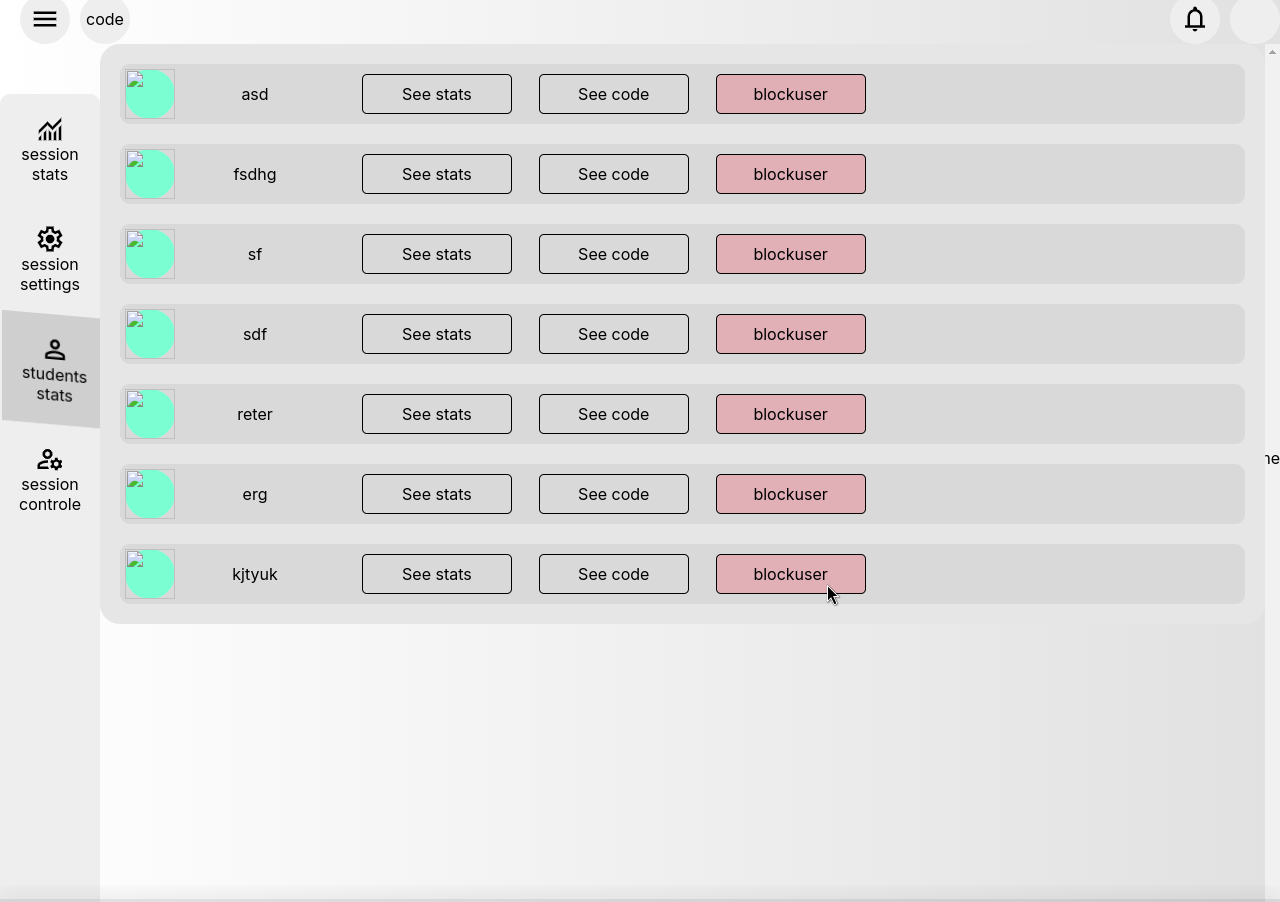 code
asd See stats See code blockuser
session
stats
fsdhg See stats See code blockuser
session
settings
sf See stats See code blockuser
sdf See stats See code blockuser
students
stats
reter See stats See code blockuser
session
controle
erg See stats See code blockuser
kjtyuk See stats See code blockuser